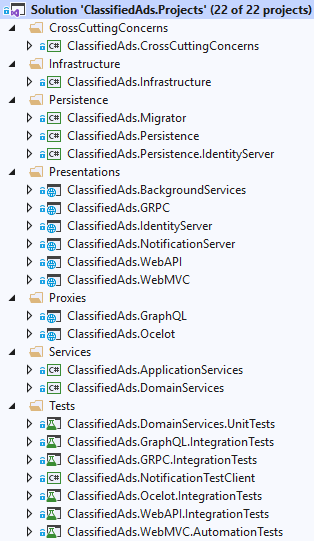 Solution 'ClassifiedAds.Projects' (22 of 22 projects)
CrossCuttingConcerns
C# ClassifiedAds.CrossCuttingConcerns
Infrastructure
C# ClassifiedAds.Infrastructure
Persistence
C# ClassifiedAds.Migrator
C# ClassifiedAds.Persistence
C# ClassifiedAds.Persistence.IdentityServer
Presentations
ClassifiedAds.BackgroundServices
ClassifiedAds.GRPC
ClassifiedAds.IdentityServer
ClassifiedAds.NotificationServer
ClassifiedAds.WebAPI
ClassifiedAds.WebMVC
Proxies
ClassifiedAds.GraphQL
ClassifiedAds.Ocelot
Services
C# ClassifiedAds.ApplicationServices
C# ClassifiedAds.DomainServices
Tests
ClassifiedAds.DomainServices.UnitTests
ClassifiedAds.GraphQL.IntegrationTests
ClassifiedAds.GRPC.IntegrationTests
C# ClassifiedAds.NotificationTestClient
ClassifiedAds.Ocelot.IntegrationTests
ClassifiedAds.WebAPI.IntegrationTests
ClassifiedAds.WebMVC.AutomationTests